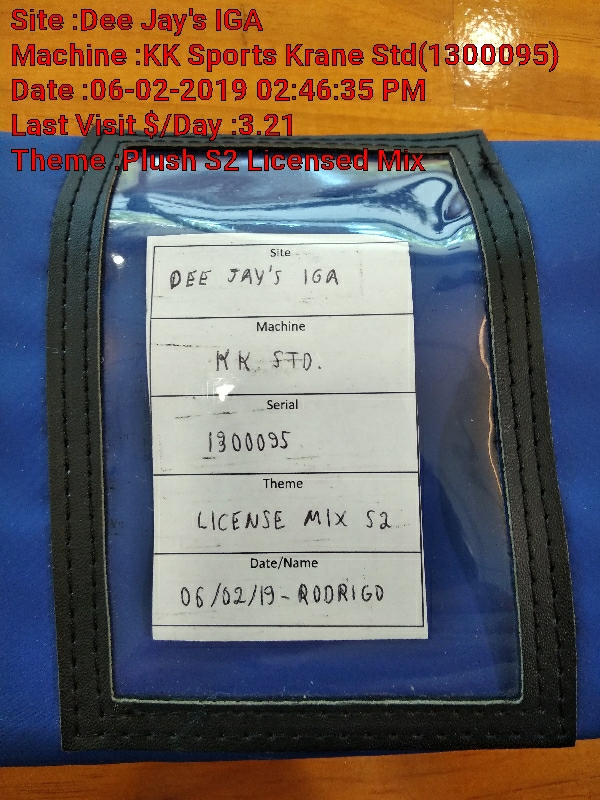 Site :Dee Jay's IGA
Machine :KK Sports Krane Std(1300095)
Date :06-02-2019 02:46:35 PM
Last Visit $/Day :3.21
Theme :Plush S2 Licensed Mix
Site
DEE JAY'S IGA
Machine
KK STD.
Serial
1300095
Theme
LICENSE MIX S2
Date/Name
06/02/19-RODRIGO